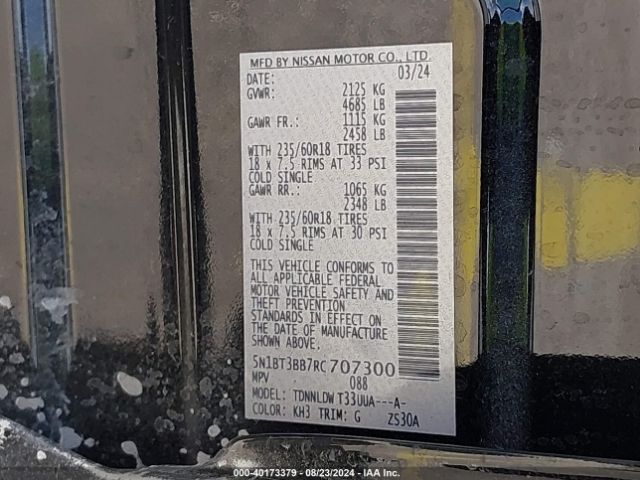 MFD BY NISSAN MOTOR CO., LTD.
DATE: 03/24
GVWR: 2125 KG
4685 LB
GAWR FR.: 1115 KG
2458 LB
WITH 235/60R18 TIRES
18 x 7.5 RIMS AT 33 PSI
COLD SINGLE
GAWR RR.: 1065 KG
2348 LB
WITH 235/60R18 TIRES
18 x 7.5 RIMS AT 30 PSI
COLD SINGLE
THIS VEHICLE CONFORMS TO
ALL APPLICABLE FEDERAL
MOTOR VEHICLE SAFETY AND
THEFT PREVENTION
STANDARDS IN EFFECT ON
THE DATE OF MANUFACTURE
SHOWN ABOVE.
5N1BT3BB7RC 707300
MPV 088
MODEL: TDNNLDW T33UUA---A-
COLOR: KH3 TRIM: G ZS30A
000-40173379 - 08/23/2024 - IAA Inc.